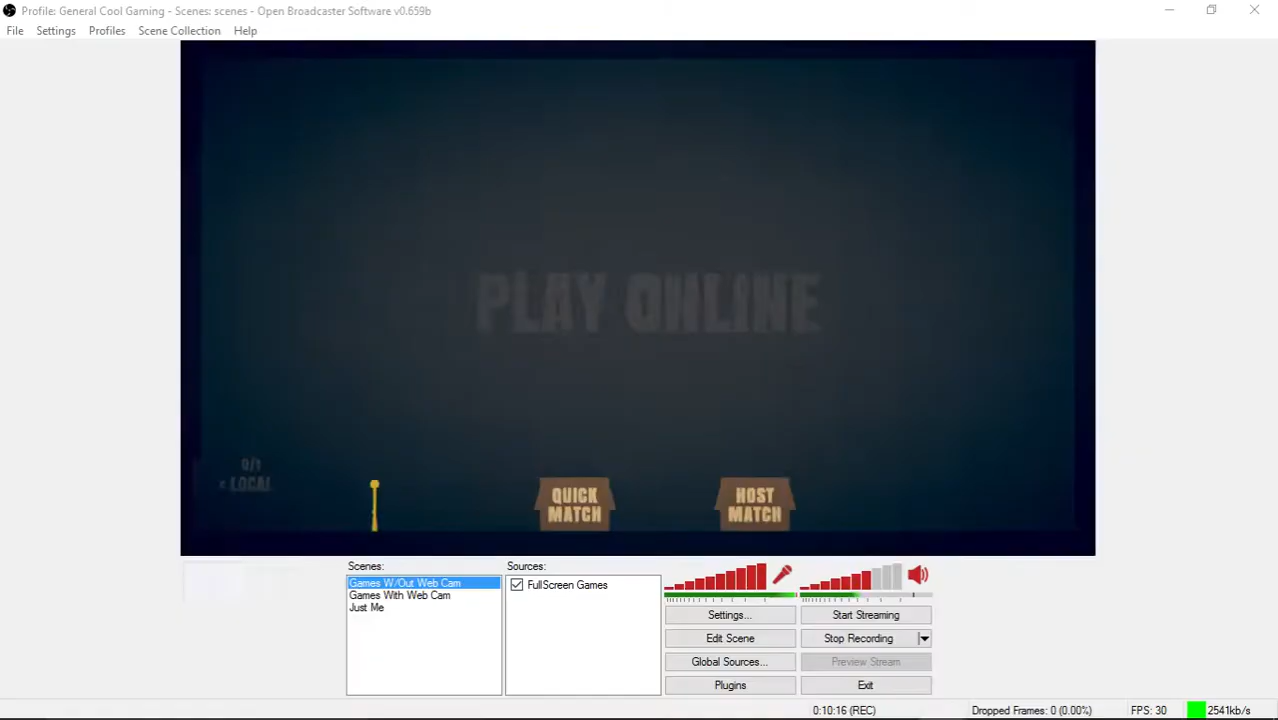 Profile: General Cool Gaming - Scenes: scenes - Open Broadcaster Software v0.659b
File Settings Profiles Scene Collection Help
PLAY ONLINE
0/1
< LOCAL
QUICK
MATCH
HOST
MATCH
Scenes:
Games W/Out Web Cam
Games With Web Cam
Just Me
Sources:
FullScreen Games
Settings...
Start Streaming
Edit Scene
Stop Recording
Global Sources...
Preview Stream
Plugins
Exit
0:10:16 (REC)
Dropped Frames: 0 (0.00%)
FPS: 30
2541kb/s